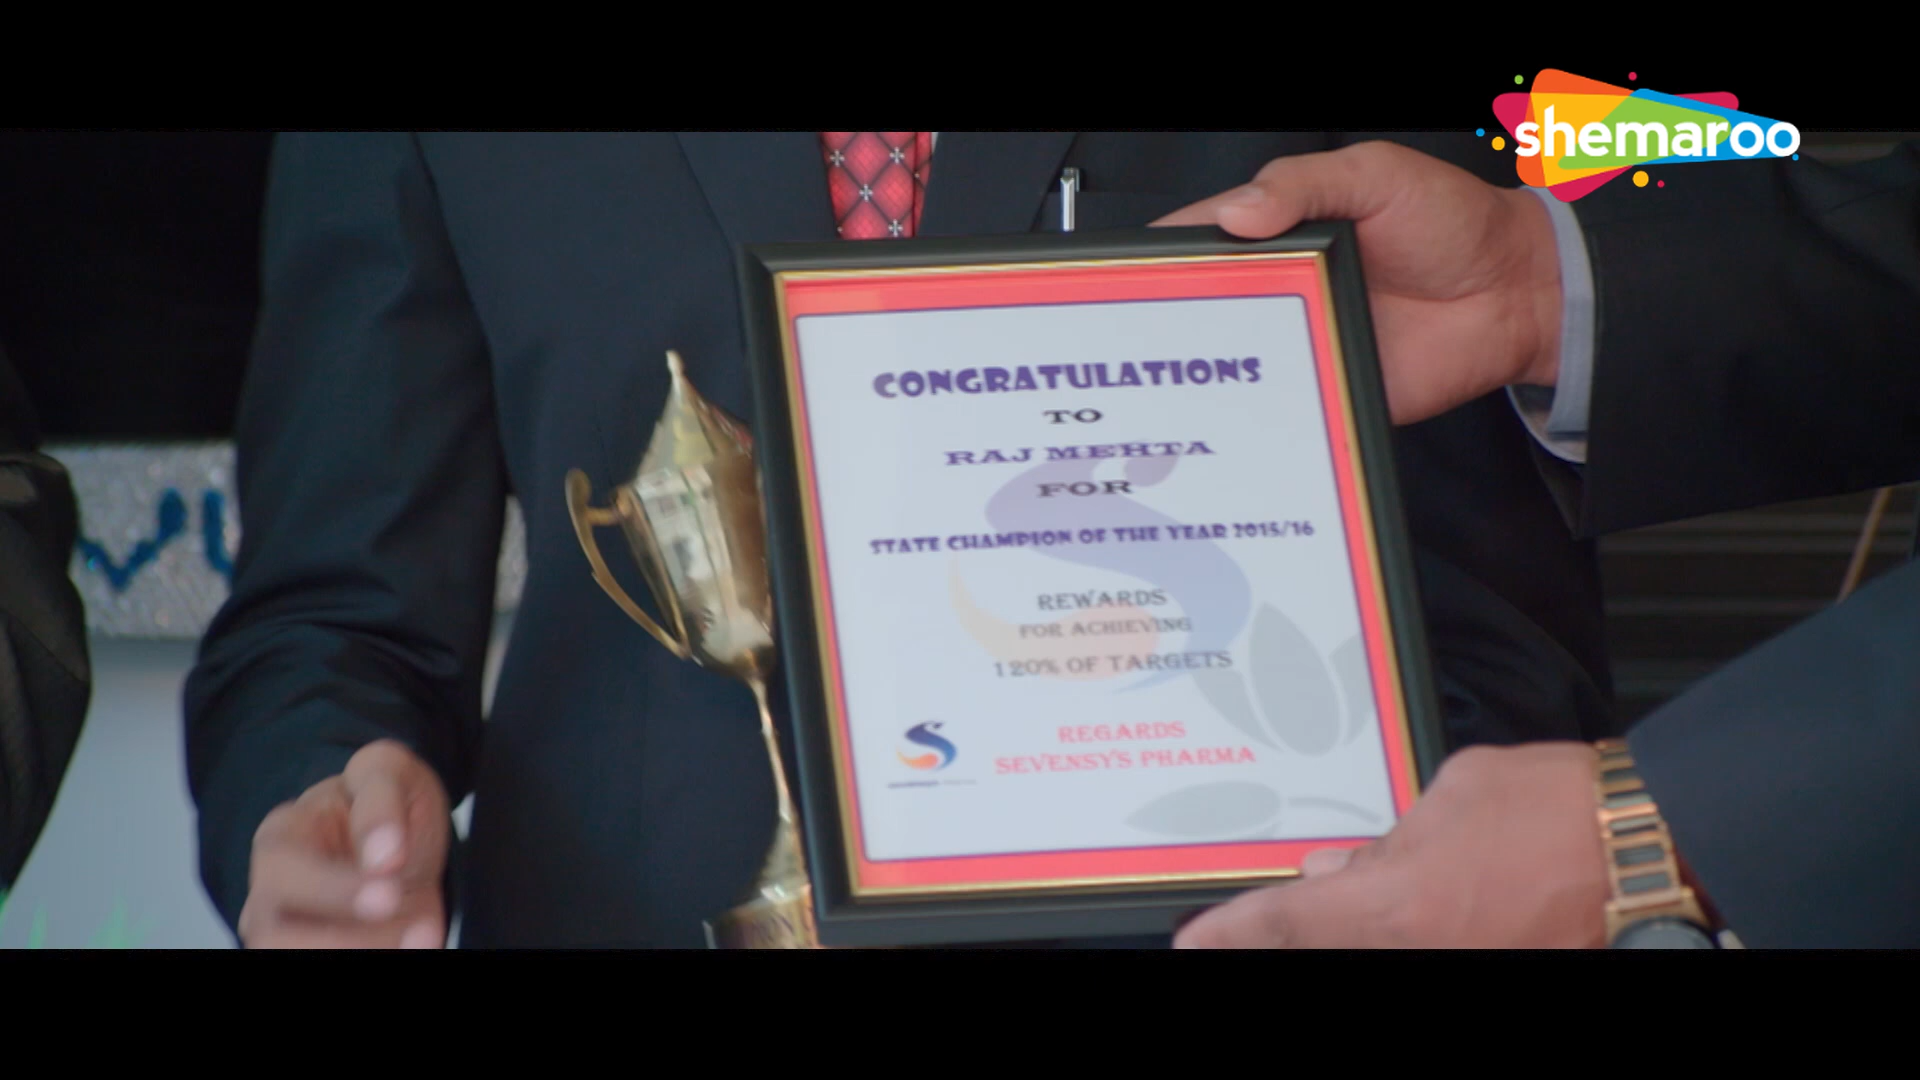 shemaroo
CONGRATULATIONS
TO
RAJ MEHTA
FOR
STATE CHAMPION OF THE YEAR 2015/16
REWARDS
FOR ACHIEVING
120% OF TARGETS
REGARDS
SEVENSY'S PHARMA